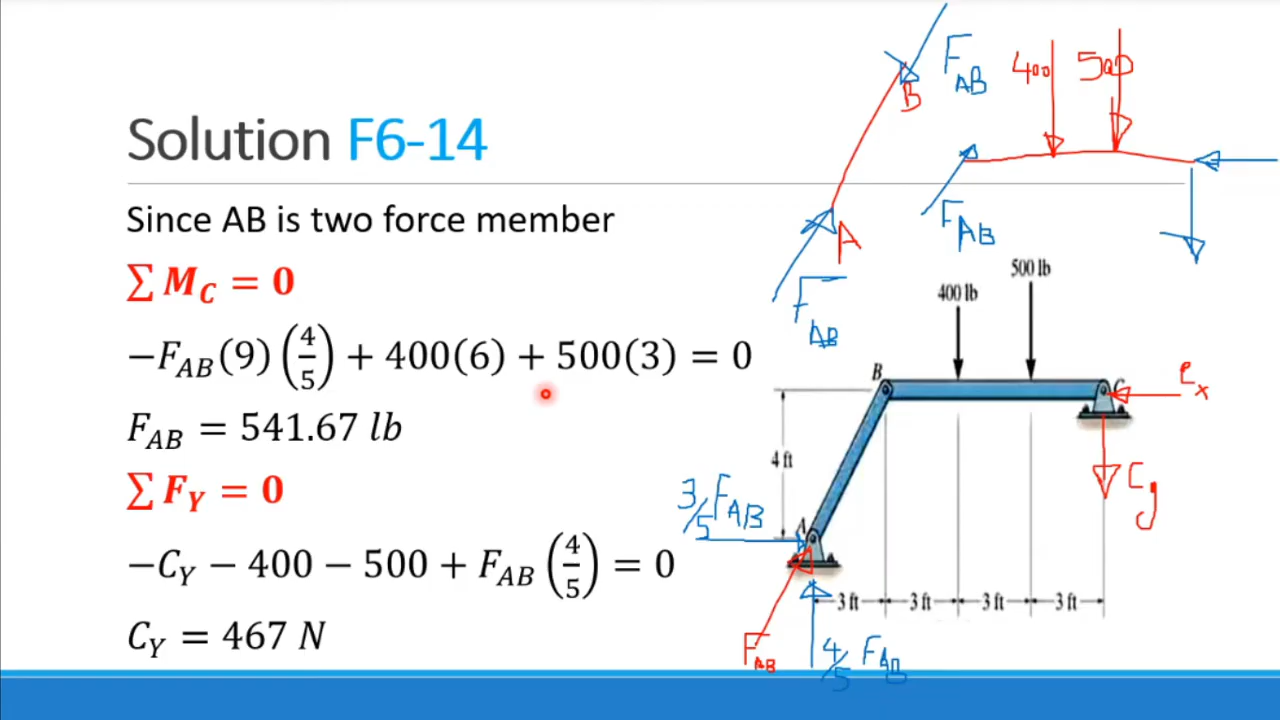 Solution F6-14
Since AB is two force member
∑ M_C = 0
−F_AB(9)(4/5) + 400(6) + 500(3) = 0
F_AB = 541.67 lb
∑ F_Y = 0
−C_Y − 400 − 500 + F_AB (4/5) = 0
C_Y = 467 N
F_AB
B
A
F_AB
400
500
F_AB
500 lb
400 lb
B
C
C_x
4 ft
C_y
3/5 F_AB
A
3 ft
3 ft
3 ft
3 ft
F_AB
4/5 F_AB